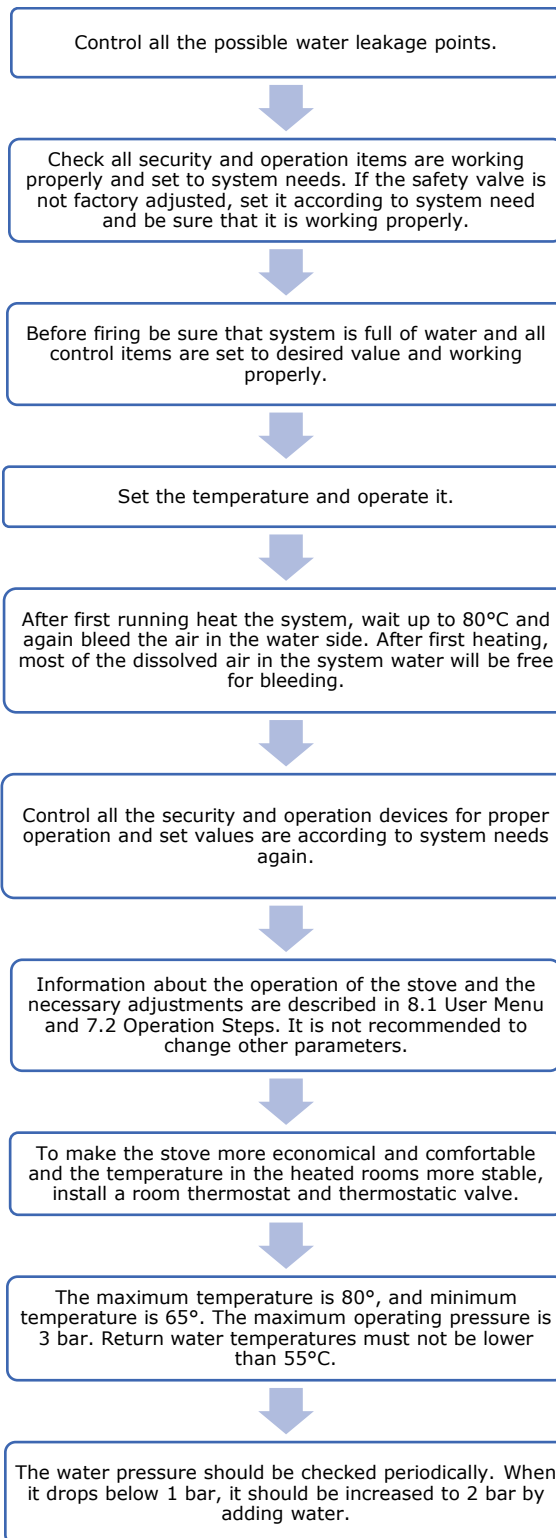 Control all the possible water leakage points.
Check all security and operation items are working
properly and set to system needs. If the safety valve is
not factory adjusted, set it according to system need
and be sure that it is working properly.
Before firing be sure that system is full of water and all
control items are set to desired value and working
properly.
Set the temperature and operate it.
After first running heat the system, wait up to 80°C and
again bleed the air in the water side. After first heating,
most of the dissolved air in the system water will be free
for bleeding.
Control all the security and operation devices for proper
operation and set values are according to system needs
again.
Information about the operation of the stove and the
necessary adjustments are described in 8.1 User Menu
and 7.2 Operation Steps. It is not recommended to
change other parameters.
To make the stove more economical and comfortable
and the temperature in the heated rooms more stable,
install a room thermostat and thermostatic valve.
The maximum temperature is 80°, and minimum
temperature is 65°. The maximum operating pressure is
3 bar. Return water temperatures must not be lower
than 55°C.
The water pressure should be checked periodically. When
it drops below 1 bar, it should be increased to 2 bar by
adding water.